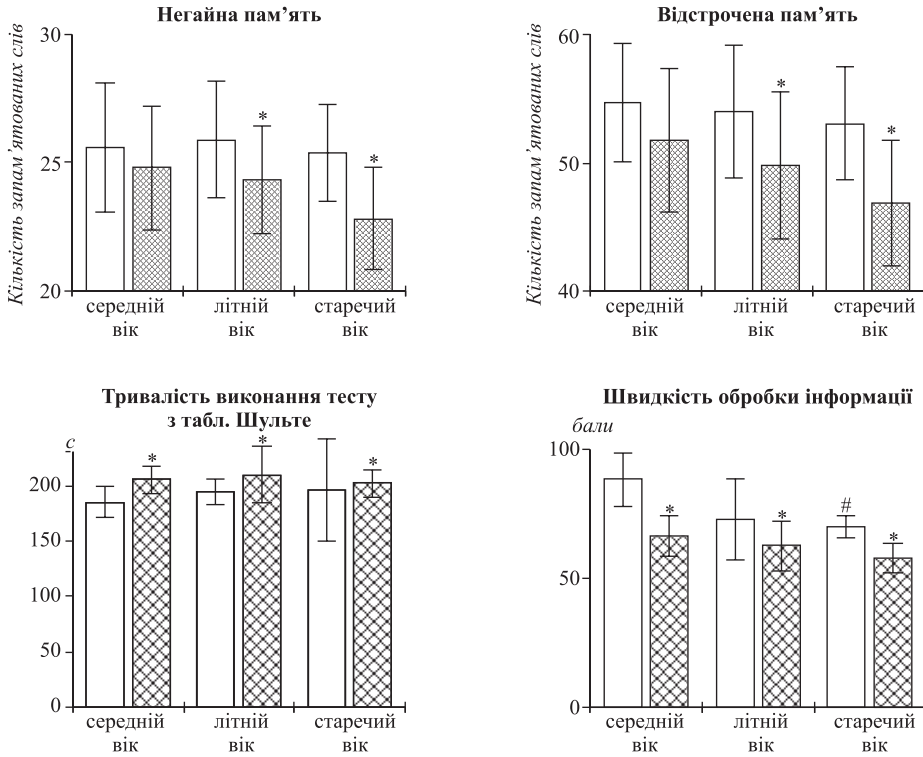 Негайна пам’ять
Кількість запам’ятованих слів
30
25
20
*
*
середній вік
літній вік
старечий вік
Відстрочена пам’ять
Кількість запам’ятованих слів
60
50
40
*
*
середній вік
літній вік
старечий вік
Тривалість виконання тесту
з табл. Шульте
с
200
150
100
50
0
*
*
*
середній вік
літній вік
старечий вік
Швидкість обробки інформації
бали
100
50
0
*
*
#
*
середній вік
літній вік
старечий вік